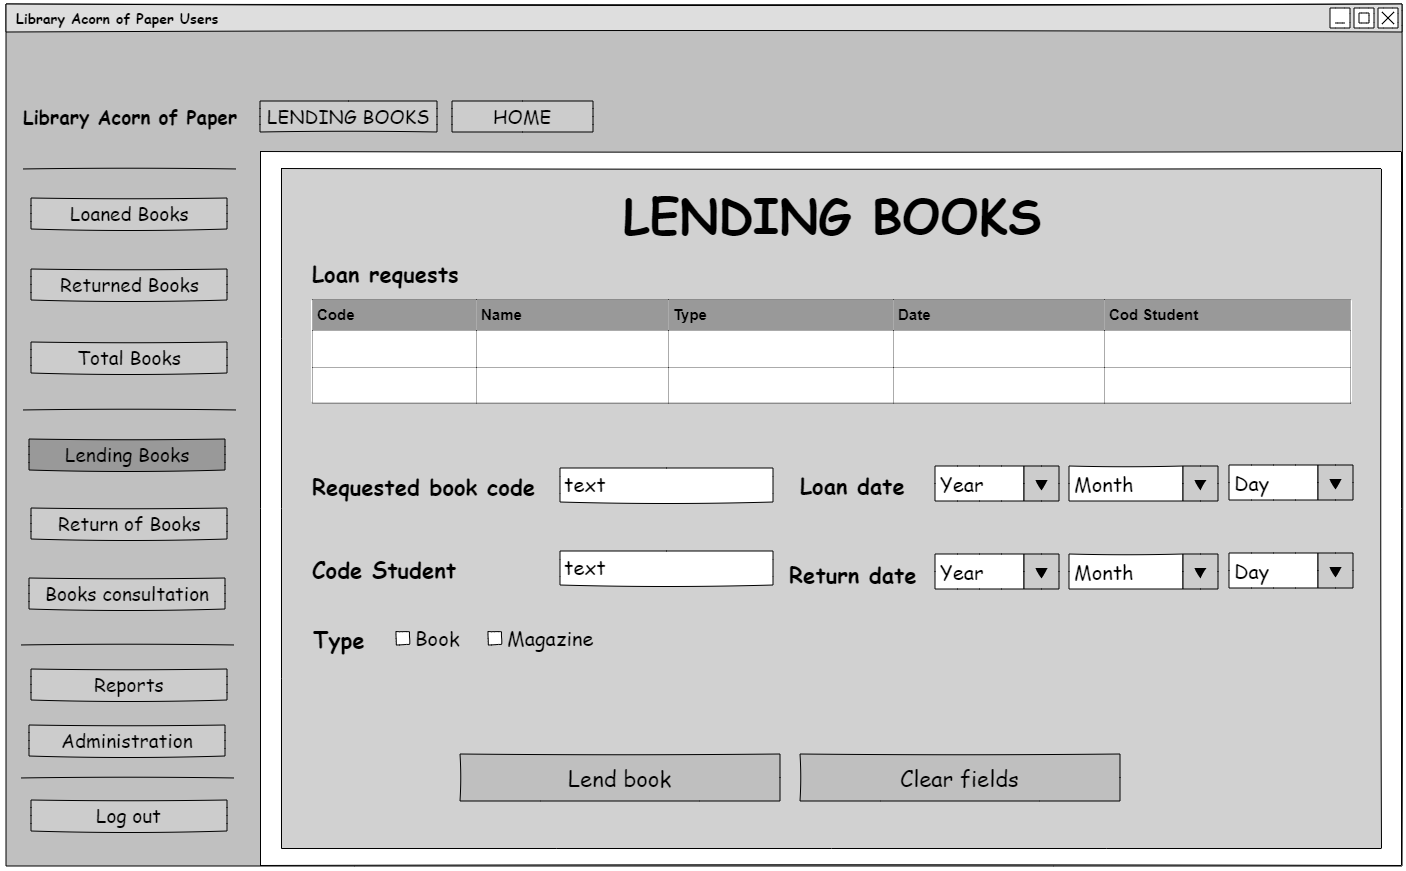 Library Acorn of Paper Users
Library Acorn of Paper
LENDING BOOKS
HOME
Loaned Books
Returned Books
Total Books
Lending Books
Return of Books
Books consultation
Reports
Administration
Log out
LENDING BOOKS
Loan requests
Code Name Type Date Cod Student
Requested book code text Loan date Year Month Day
Code Student text Return date Year Month Day
Type Book Magazine
Lend book Clear fields